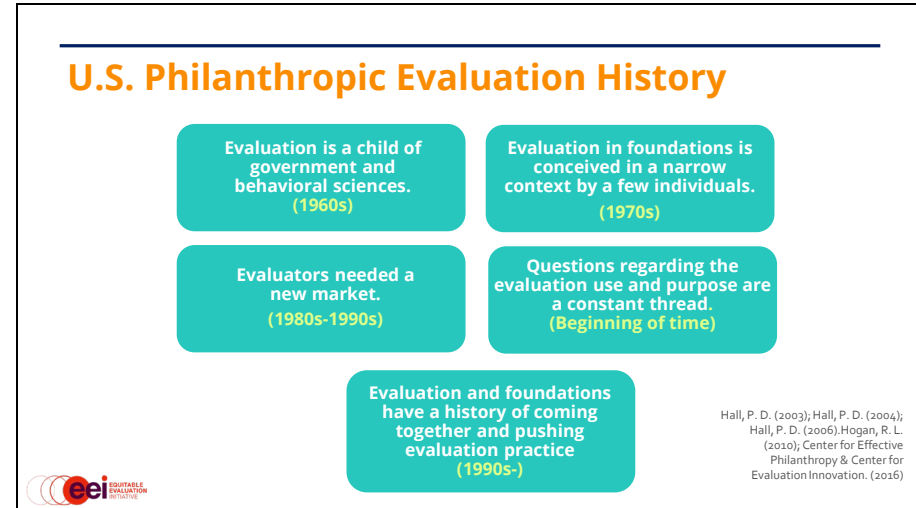 U.S. Philanthropic Evaluation History
Evaluation is a child of
government and
behavioral sciences.
(1960s)
Evaluation in foundations is
conceived in a narrow
context by a few individuals.
(1970s)
Evaluators needed a
new market.
(1980s-1990s)
Questions regarding the
evaluation use and purpose are
a constant thread.
(Beginning of time)
Evaluation and foundations
have a history of coming
together and pushing
evaluation practice
(1990s-)
Hall, P. D. (2003); Hall, P. D. (2004);
Hall, P. D. (2006).Hogan, R. L.
(2010); Center for Effective
Philanthropy & Center for
Evaluation Innovation. (2016)
eei
EQUITABLE
EVALUATION
INITIATIVE